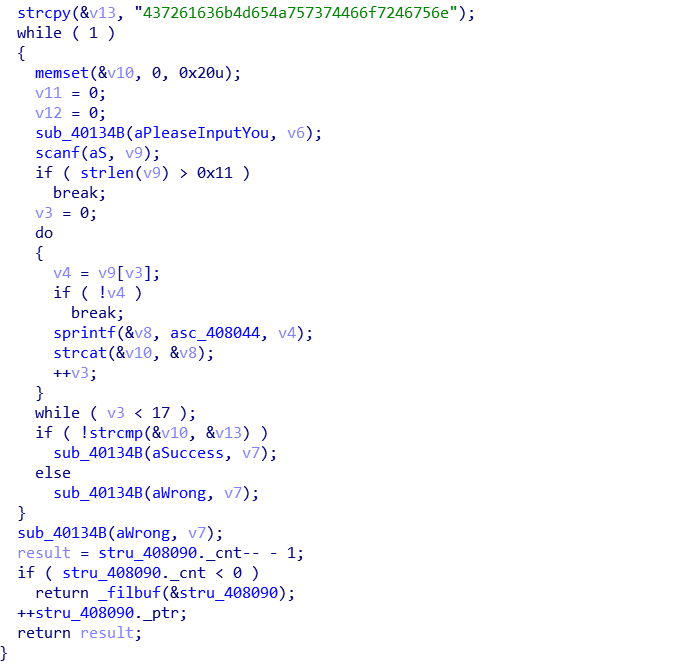 strcpy(&v13, "437261636b4d654a757374466f7246756e");
while ( 1 )
{
memset(&v10, 0, 0x20u);
v11 = 0;
v12 = 0;
sub_40134B(aPleaseInputYou, v6);
scanf(aS, v9);
if ( strlen(v9) > 0x11 )
break;
v3 = 0;
do
{
v4 = v9[v3];
if ( !v4 )
break;
sprintf(&v8, asc_408044, v4);
strcat(&v10, &v8);
++v3;
}
while ( v3 < 17 );
if ( !strcmp(&v10, &v13) )
sub_40134B(aSuccess, v7);
else
sub_40134B(aWrong, v7);
}
sub_40134B(aWrong, v7);
result = stru_408090._cnt-- - 1;
if ( stru_408090._cnt < 0 )
return _filbuf(&stru_408090);
++stru_408090._ptr;
return result;
}